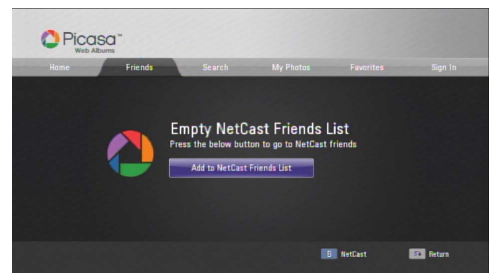 Picasa™
Web Albums
Home Friends Search My Photos Favorites Sign In
Empty NetCast Friends List
Press the below button to go to NetCast friends
Add to NetCast Friends List
NetCast Return